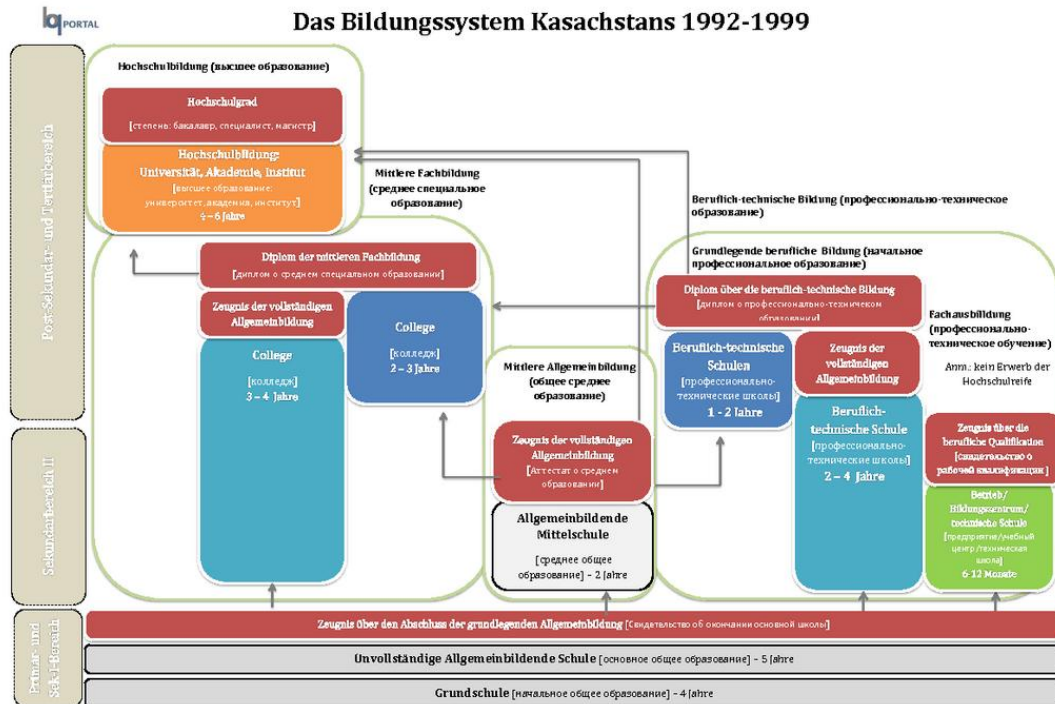 bq PORTAL
Das Bildungssystem Kasachstans 1992-1999
Post-Sekundar- und Tertiärbereich
Sekundarbereich II
Primar- und
Sek-I-Bereich
Hochschulbildung (высшее образование)
Hochschulgrad
[степень: бакалавр, специалист, магистр]
Hochschulbildung:
Universität, Akademie, Institut
[высшее образование:
университет, академия, институт]
4 – 6 Jahre
Mittlere Fachbildung
(среднее специальное
образование)
Diplom der mittleren Fachbildung
[диплом о среднем специальном образовании]
Zeugnis der vollständigen
Allgemeinbildung
College
[колледж]
3 – 4 Jahre
College
[колледж]
2 – 3 Jahre
Mittlere Allgemeinbildung
(общее среднее
образование)
Zeugnis der vollständigen
Allgemeinbildung
[Аттестат о среднем
образовании]
Allgemeinbildende
Mittelschule
[среднее общее
образование] – 2 Jahre
Beruflich-technische Bildung (профессионально-техническое
образование)
Grundlegende berufliche Bildung (начальное
профессиональное образование)
Diplom über die beruflich-technische Bildung
[диплом о профессионально-техничеком
образовании]
Beruflich-technische
Schulen
[профессионально-
технические школы]
1 - 2 Jahre
Zeugnis der
vollständigen
Allgemeinbildung
Beruflich-
technische Schule
[профессионально-
технические школы]
2 – 4 Jahre
Fachausbildung
(профессионально-
техническое обучение)
Anm.: kein Erwerb der
Hochschulreife
Zeugnis über die
berufliche Qualifikation
[свидетельство о
рабочей квалификации]
Betrieb/
Bildungszentrum/
technische Schule
[предприятие/учебный
центр/техническая
школа]
6-12 Monate
Zeugnis über den Abschluss der grundlegenden Allgemeinbildung [Свидетельство об окончании основной школы]
Unvollständige Allgemeinbildende Schule [основное общее образование] – 5 Jahre
Grundschule [начальное общее образование] – 4 Jahre